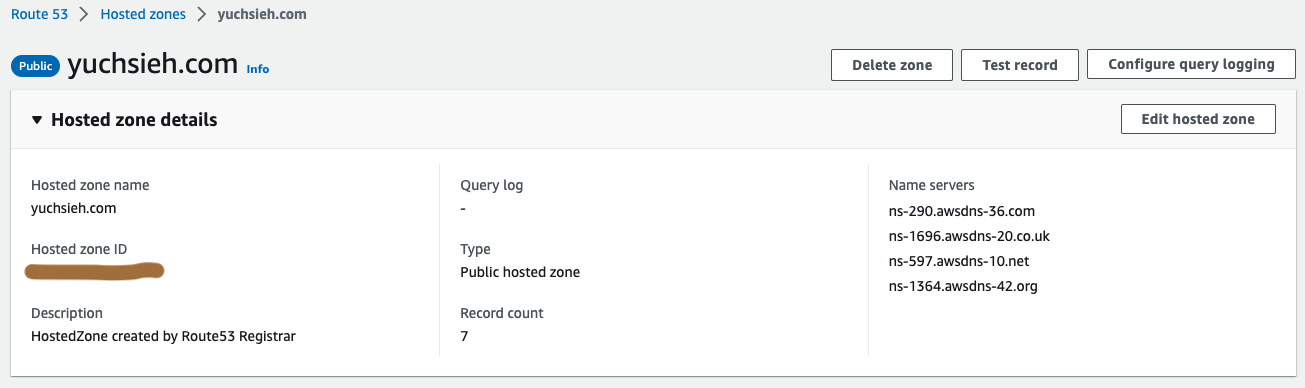 Route 53 > Hosted zones > yuchsieh.com
Public yuchsieh.com Info
Delete zone Test record Configure query logging
▼ Hosted zone details
Edit hosted zone
Hosted zone name
yuchsieh.com
Hosted zone ID
Description
HostedZone created by Route53 Registrar
Query log
-
Type
Public hosted zone
Record count
7
Name servers
ns-290.awsdns-36.com
ns-1696.awsdns-20.co.uk
ns-597.awsdns-10.net
ns-1364.awsdns-42.org